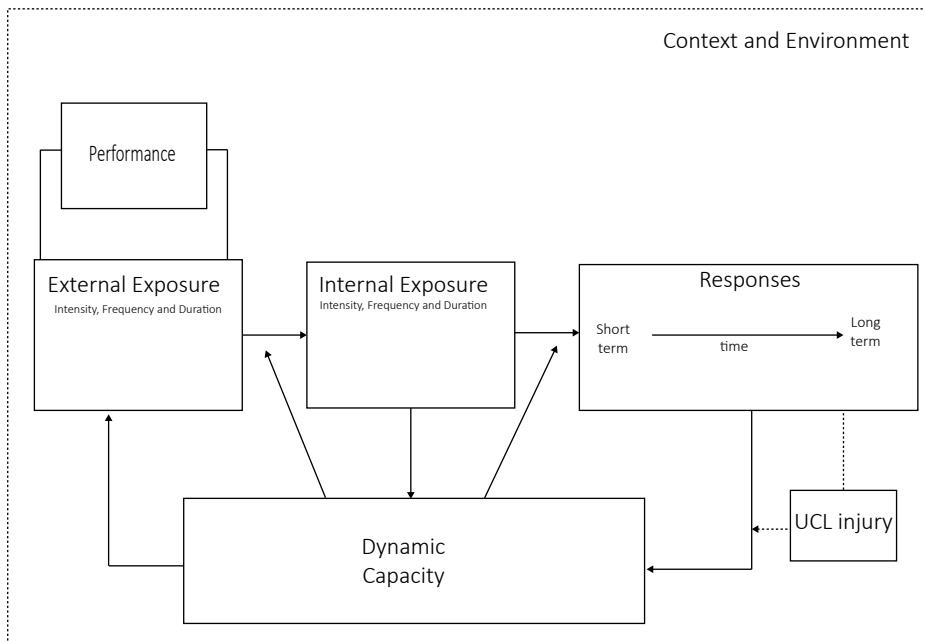 Context and Environment
Performance
External Exposure
Intensity, Frequency and Duration
Internal Exposure
Intensity, Frequency and Duration
Responses
Short
term
time
Long
term
UCL injury
Dynamic
Capacity